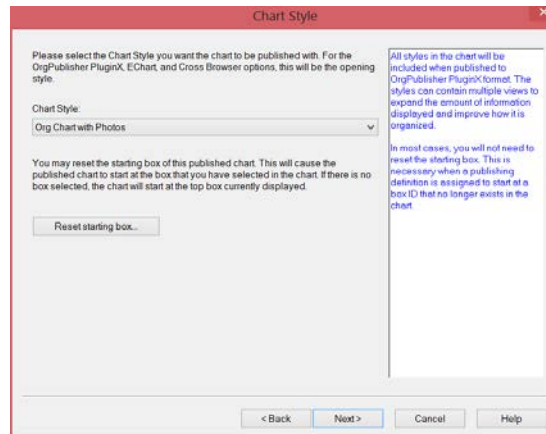 Chart Style
Please select the Chart Style you want the chart to be published with. For the
OrgPublisher PluginX, EChart, and Cross Browser options, this will be the opening
style.
Chart Style:
Org Chart with Photos
You may reset the starting box of this published chart. This will cause the
published chart to start at the box that you have selected in the chart. If there is no
box selected, the chart will start at the top box currently displayed.
Reset starting box...
All styles in the chart will be
included when published to
OrgPublisher PluginX format. The
styles can contain multiple views to
expand the amount of information
displayed and improve how it is
organized.
In most cases, you will not need to
reset the starting box. This is
necessary when a publishing
definition is assigned to start at a
box ID that no longer exists in the
chart.
< Back
Next >
Cancel
Help